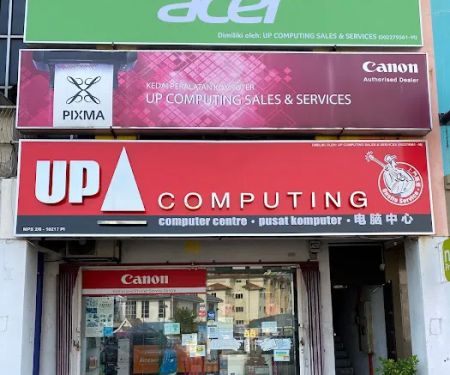 acer
Dimiliki oleh: UP COMPUTING SALES & SERVICES
PIXMA
KEDAI PERALATAN KOMPUTER
UP COMPUTING SALES & SERVICES
Canon
Authorised Dealer
UP COMPUTING
computer centre • pusat komputer • 电脑中心
Canon